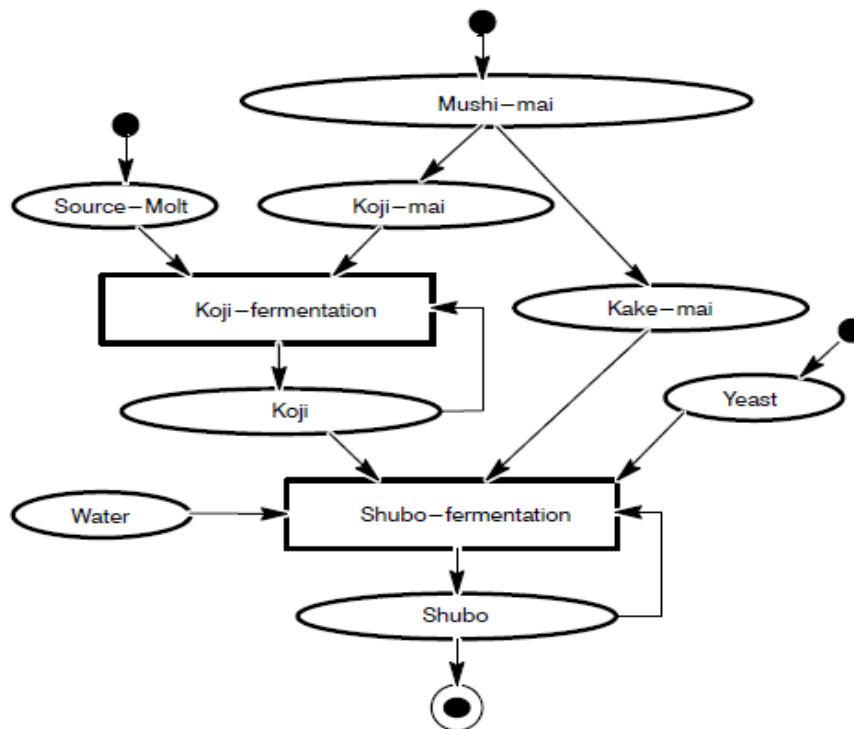 Mushi-mai
Source-Molt
Koji-mai
Koji-fermentation
Kake-mai
Yeast
Koji
Water
Shubo-fermentation
Shubo